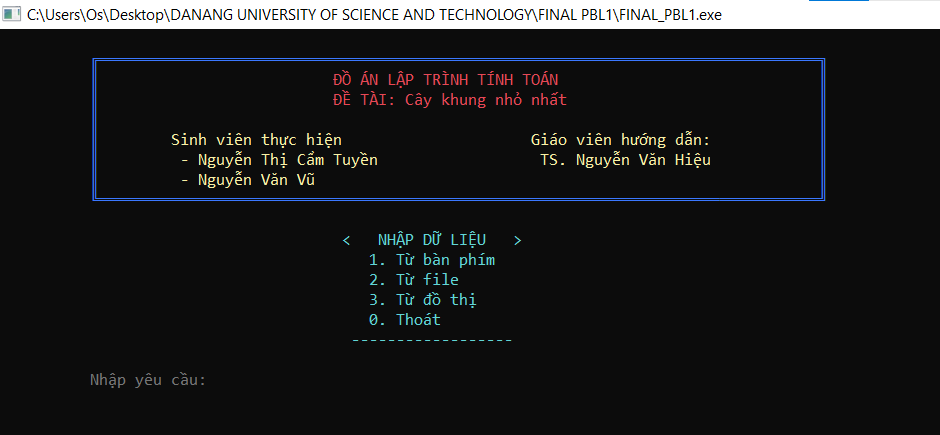 C:\Users\Os\Desktop\DANANG UNIVERSITY OF SCIENCE AND TECHNOLOGY\FINAL PBL1\FINAL_PBL1.exe
ĐỒ ÁN LẬP TRÌNH TÍNH TOÁN
ĐỀ TÀI: Cây khung nhỏ nhất
Sinh viên thực hiện Giáo viên hướng dẫn:
- Nguyễn Thị Cẩm Tuyền TS. Nguyễn Văn Hiệu
- Nguyễn Văn Vũ
< NHẬP DỮ LIỆU >
1. Từ bàn phím
2. Từ file
3. Từ đồ thị
0. Thoát
------------------
Nhập yêu cầu: